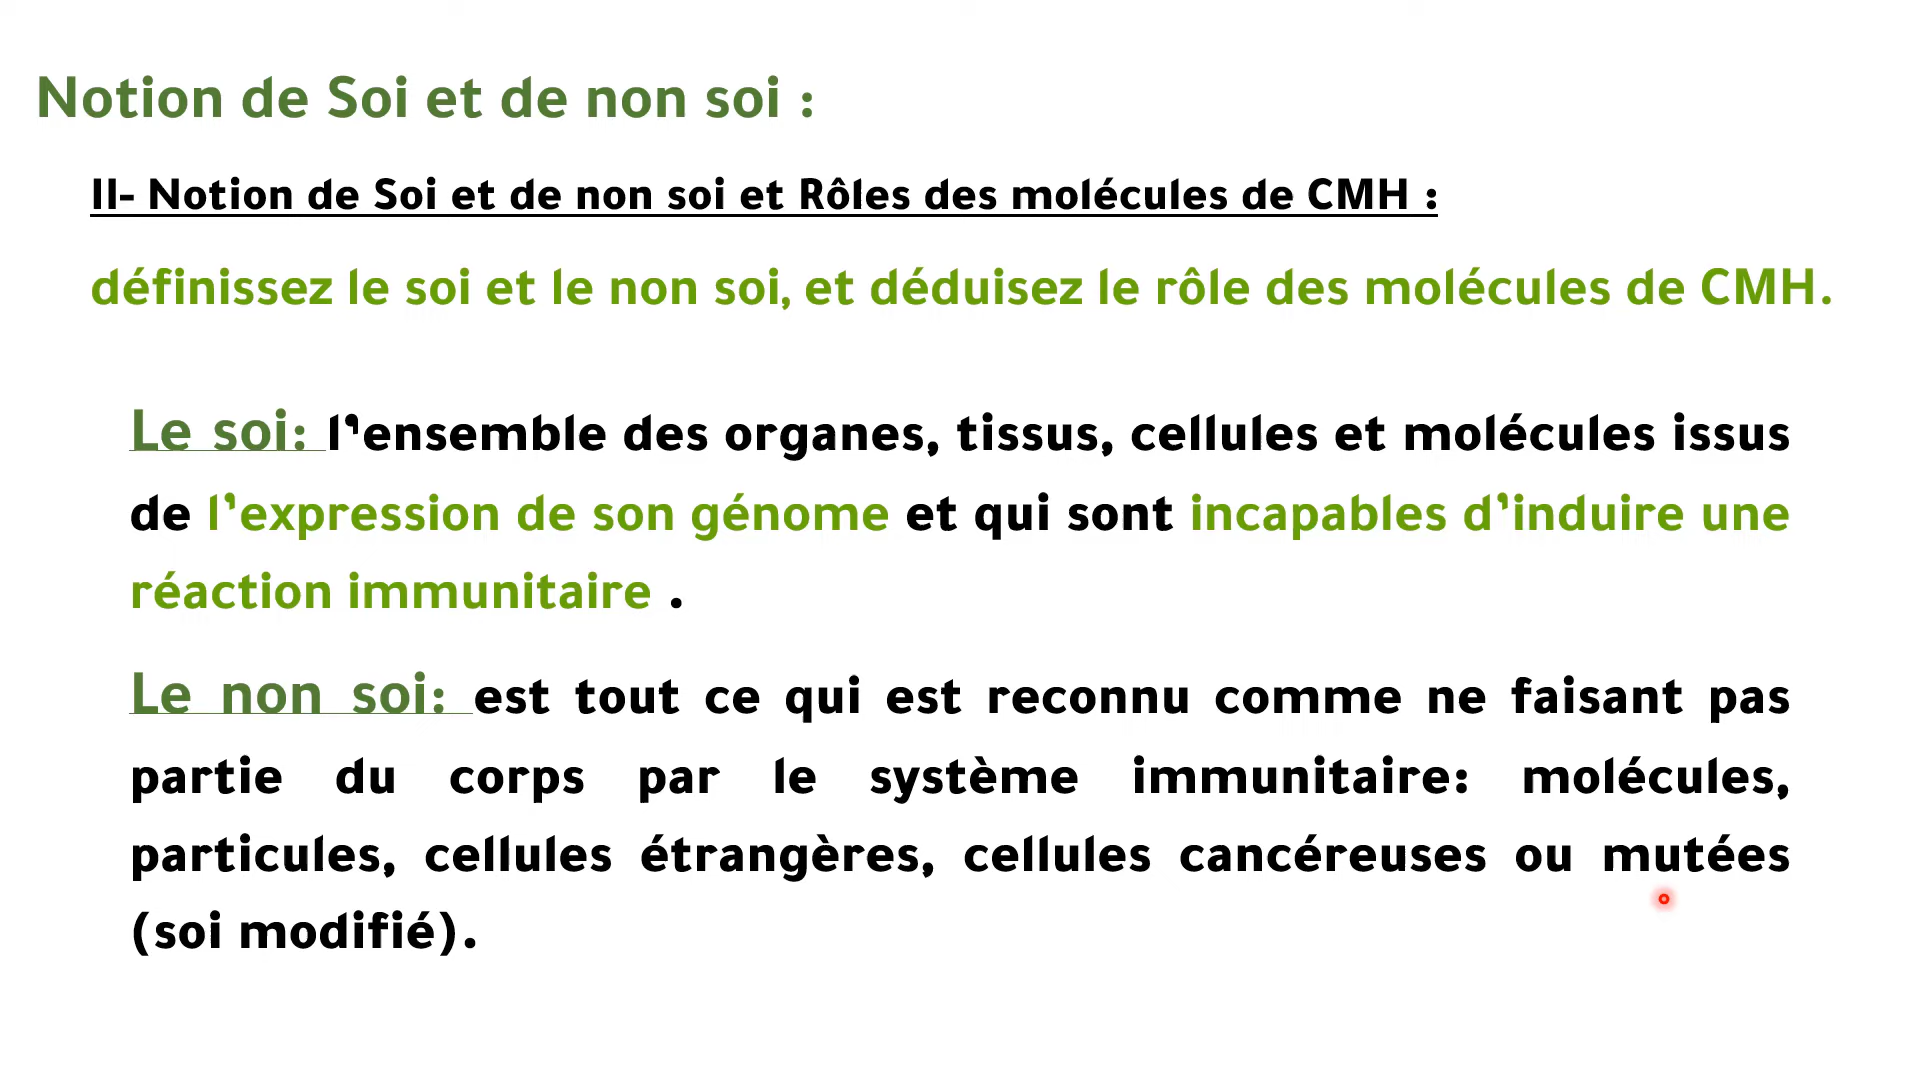 Notion de Soi et de non soi :
II- Notion de Soi et de non soi et Rôles des molécules de CMH :
définissez le soi et le non soi, et déduisez le rôle des molécules de CMH.
Le soi: l’ensemble des organes, tissus, cellules et molécules issus
de l’expression de son génome et qui sont incapables d’induire une
réaction immunitaire .
Le non soi: est tout ce qui est reconnu comme ne faisant pas
partie du corps par le système immunitaire: molécules,
particules, cellules étrangères, cellules cancéreuses ou mutées
(soi modifié).